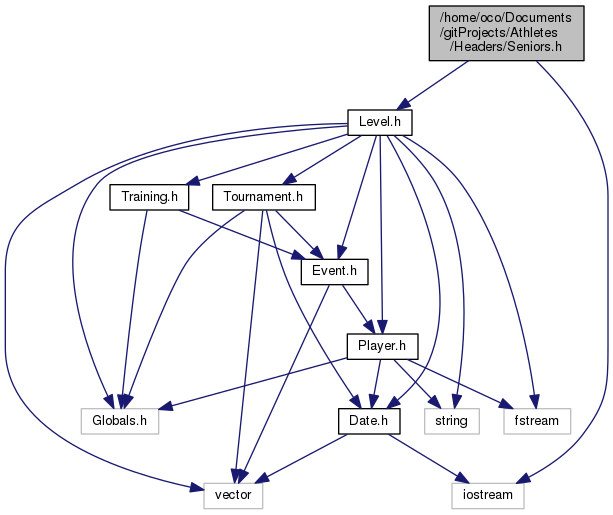 /home/oco/Documents
/gitProjects/Athletes
/Headers/Seniors.h
Level.h
Training.h
Tournament.h
Event.h
Player.h
Globals.h
Date.h
string
fstream
vector
iostream